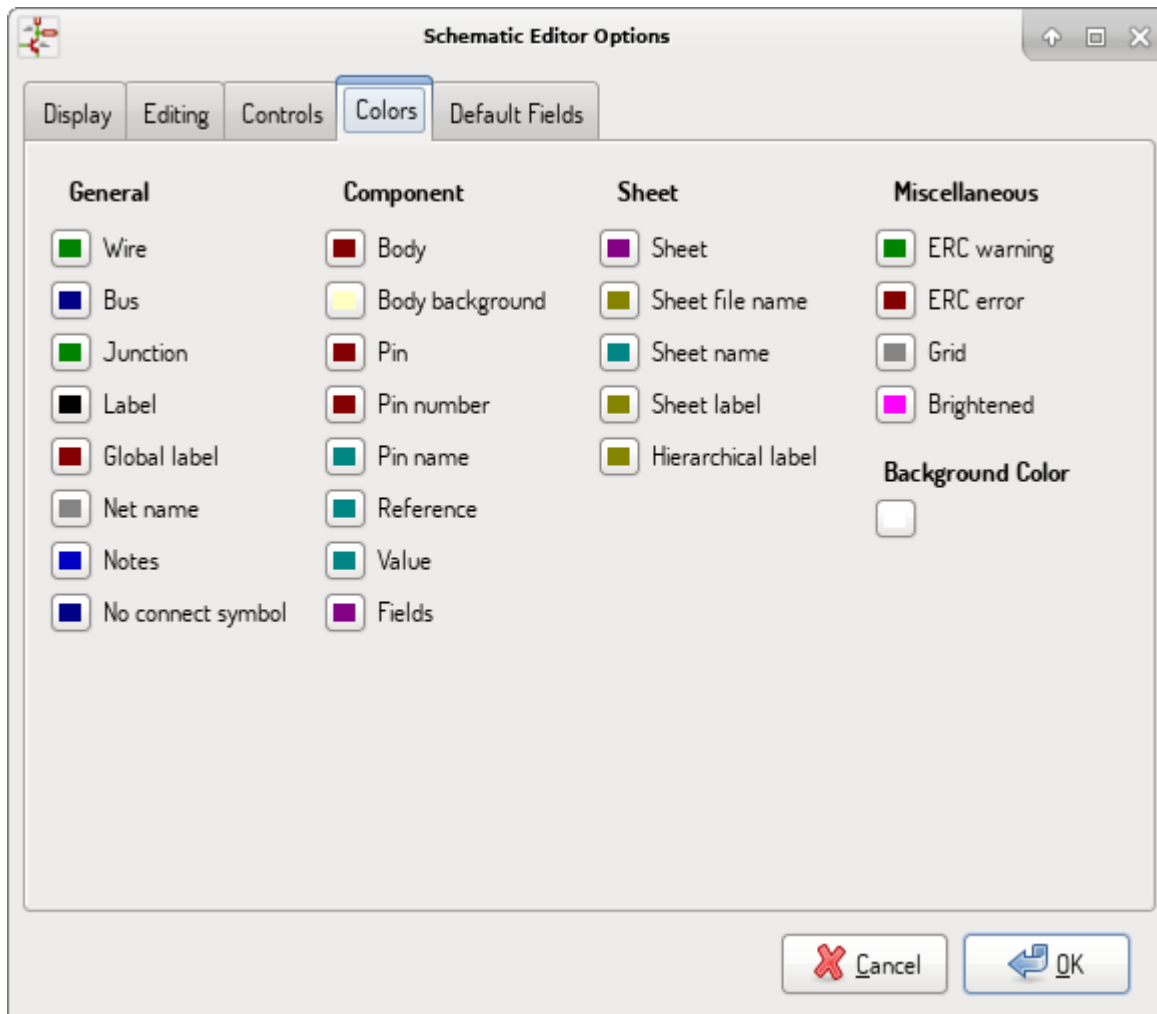 Schematic Editor Options
Display Editing Controls Colors Default Fields
General
Wire
Bus
Junction
Label
Global label
Net name
Notes
No connect symbol
Component
Body
Body background
Pin
Pin number
Pin name
Reference
Value
Fields
Sheet
Sheet
Sheet file name
Sheet name
Sheet label
Hierarchical label
Miscellaneous
ERC warning
ERC error
Grid
Brightened
Background Color
Cancel OK